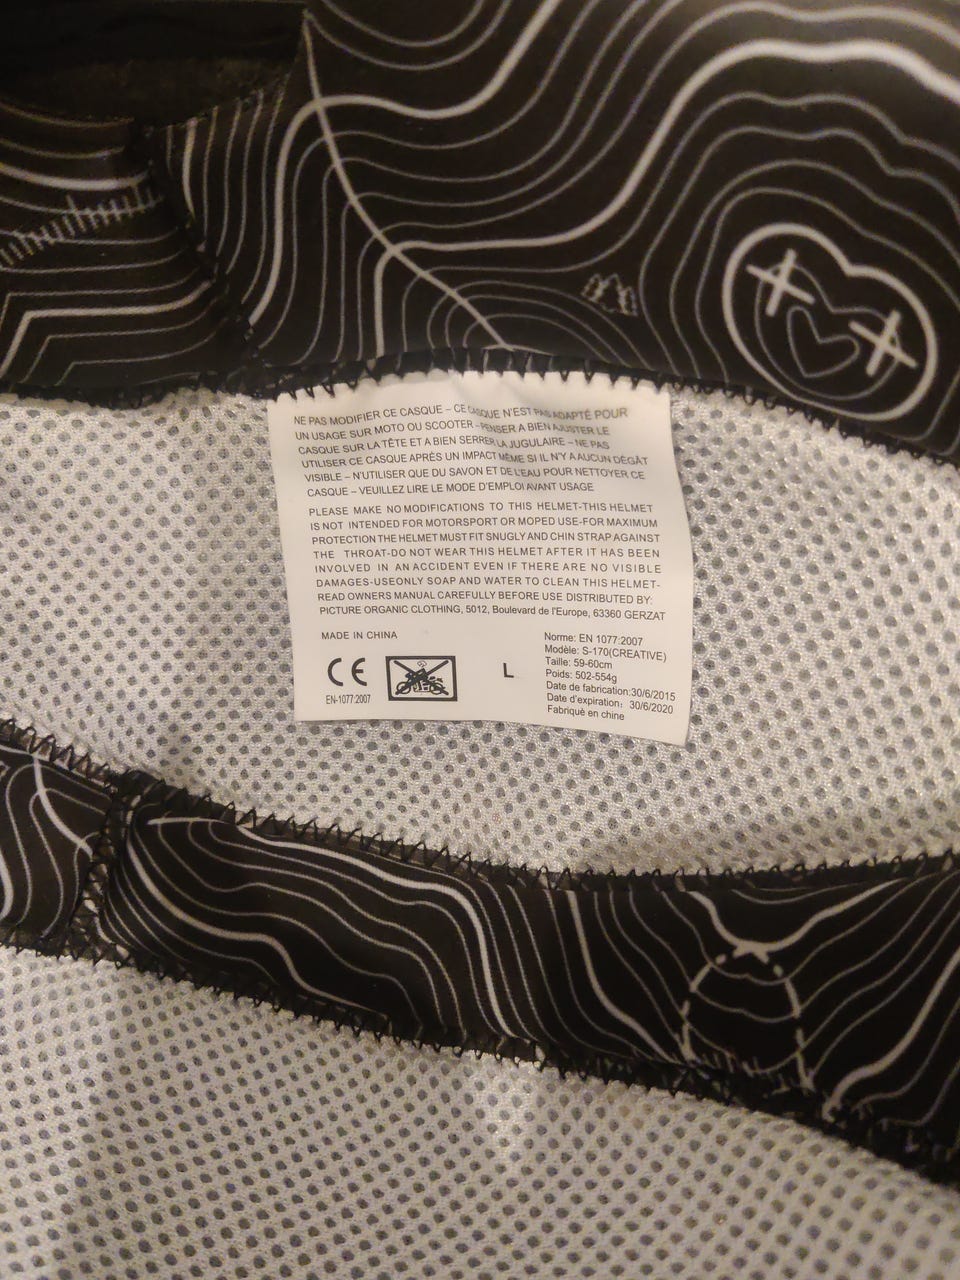 NE PAS MODIFIER CE CASQUE – CE CASQUE N'EST PAS ADAPTÉ POUR
UN USAGE SUR MOTO OU SCOOTER -PENSER A BIEN AJUSTER LE
CASQUE SUR LA TÊTE ET A BIEN SERRER LA JUGULAIRE – NE PAS
UTILISER CE CASQUE APRÈS UN IMPACT MÊME SI IL N'Y A AUCUN DÉGÂT
VISIBLE – N'UTILISER QUE DU SAVON ET DE L'EAU POUR NETTOYER CE
CASQUE – VEUILLEZ LIRE LE MODE D'EMPLOI AVANT USAGE
PLEASE MAKE NO MODIFICATIONS TO THIS HELMET-THIS HELMET
IS NOT INTENDED FOR MOTORSPORT OR MOPED USE-FOR MAXIMUM
PROTECTION THE HELMET MUST FIT SNUGLY AND CHIN STRAP AGAINST
THE THROAT-DO NOT WEAR THIS HELMET AFTER IT HAS BEEN
INVOLVED IN AN ACCIDENT EVEN IF THERE ARE NO VISIBLE
DAMAGES-USEONLY SOAP AND WATER TO CLEAN THIS HELMET-
READ OWNERS MANUAL CAREFULLY BEFORE USE DISTRIBUTED BY:
PICTURE ORGANIC CLOTHING, 5012, Boulevard de l'Europe, 63360 GERZAT
MADE IN CHINA
CE
EN-1077:2007
L
Norme: EN 1077:2007
Modèle: S-170(CREATIVE)
Taille: 59-60cm
Poids: 502-554g
Date de fabrication:30/6/2015
Date d'expiration: 30/6/2020
Fabriquè en chine